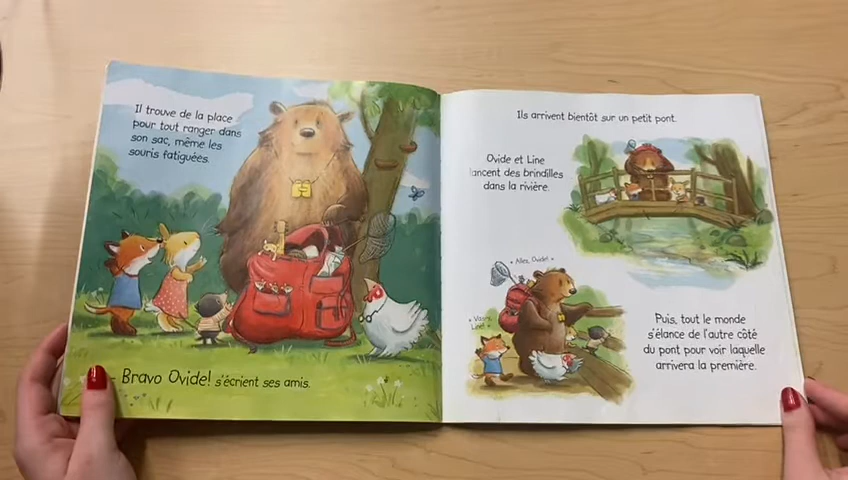 Il trouve de la place
pour tout ranger dans
son sac, même les
souris fatiguées.
- Bravo Ovide! s'écrient ses amis.
Ils arrivent bientôt sur un petit pont.
Ovide et Line
lancent des brindilles
dans la rivière.
• Allez, Ovide! •
• Vas-y,
Line! •
Puis, tout le monde
s'élance de l'autre côté
du pont pour voir laquelle
arrivera la première.